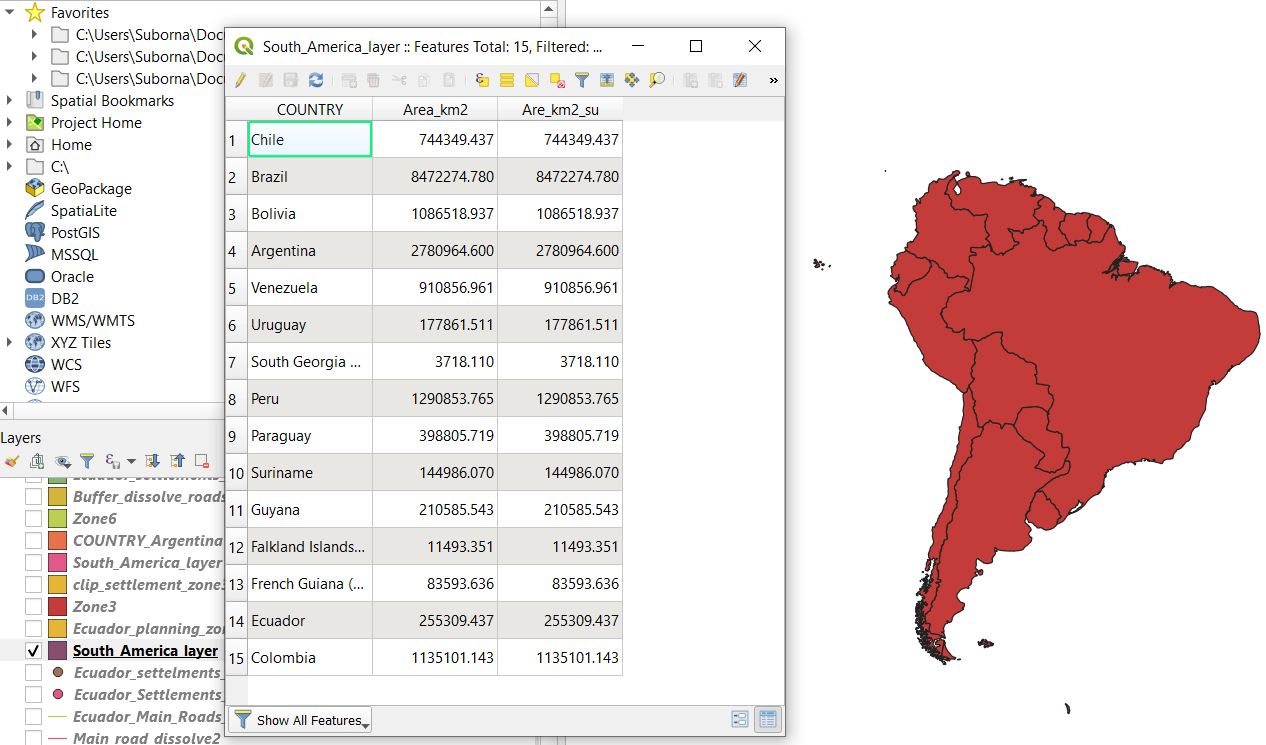 Favorites
C:\Users\Suborna\Doc
C:\Users\Suborna\Doc
C:\Users\Suborna\Doc
Spatial Bookmarks
Project Home
Home
C:\
GeoPackage
SpatiaLite
PostGIS
MSSQL
Oracle
DB2 DB2
WMS/WMTS
XYZ Tiles
WCS
WFS
Layers
Ecuador_settlements_
Buffer_dissolve_roads
Zone6
COUNTRY_Argentina
South_America_layer
clip_settlement_zone3
Zone3
Ecuador_planning_zo
South_America_layer
Ecuador_settelments_
Ecuador_Settlements_
Ecuador_Main_Roads_
Main_road_dissolve2
South_America_layer :: Features Total: 15, Filtered: ...
»
COUNTRY Area_km2 Are_km2_su
1 Chile 744349.437 744349.437
2 Brazil 8472274.780 8472274.780
3 Bolivia 1086518.937 1086518.937
4 Argentina 2780964.600 2780964.600
5 Venezuela 910856.961 910856.961
6 Uruguay 177861.511 177861.511
7 South Georgia ... 3718.110 3718.110
8 Peru 1290853.765 1290853.765
9 Paraguay 398805.719 398805.719
10 Suriname 144986.070 144986.070
11 Guyana 210585.543 210585.543
12 Falkland Islands... 11493.351 11493.351
13 French Guiana (... 83593.636 83593.636
14 Ecuador 255309.437 255309.437
15 Colombia 1135101.143 1135101.143
Show All Features